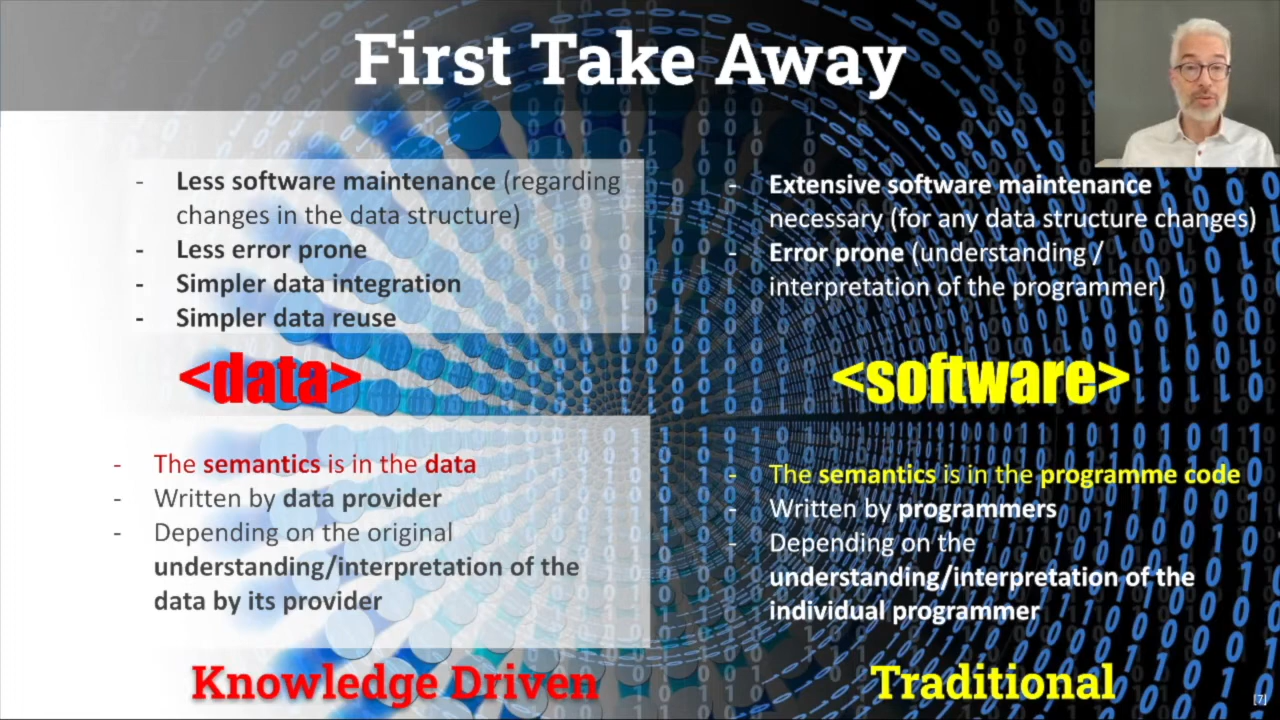 First Take Away
- Less software maintenance (regarding
changes in the data structure)
- Less error prone
- Simpler data integration
- Simpler data reuse
<data>
- The semantics is in the data
- Written by data provider
- Depending on the original
understanding/interpretation of the
data by its provider
Knowledge Driven
- Extensive software maintenance
necessary (for any data structure changes)
- Error prone (understanding /
interpretation of the programmer)
<software>
- The semantics is in the programme code
- Written by programmers
- Depending on the
understanding/interpretation of the
individual programmer
Traditional
[7]